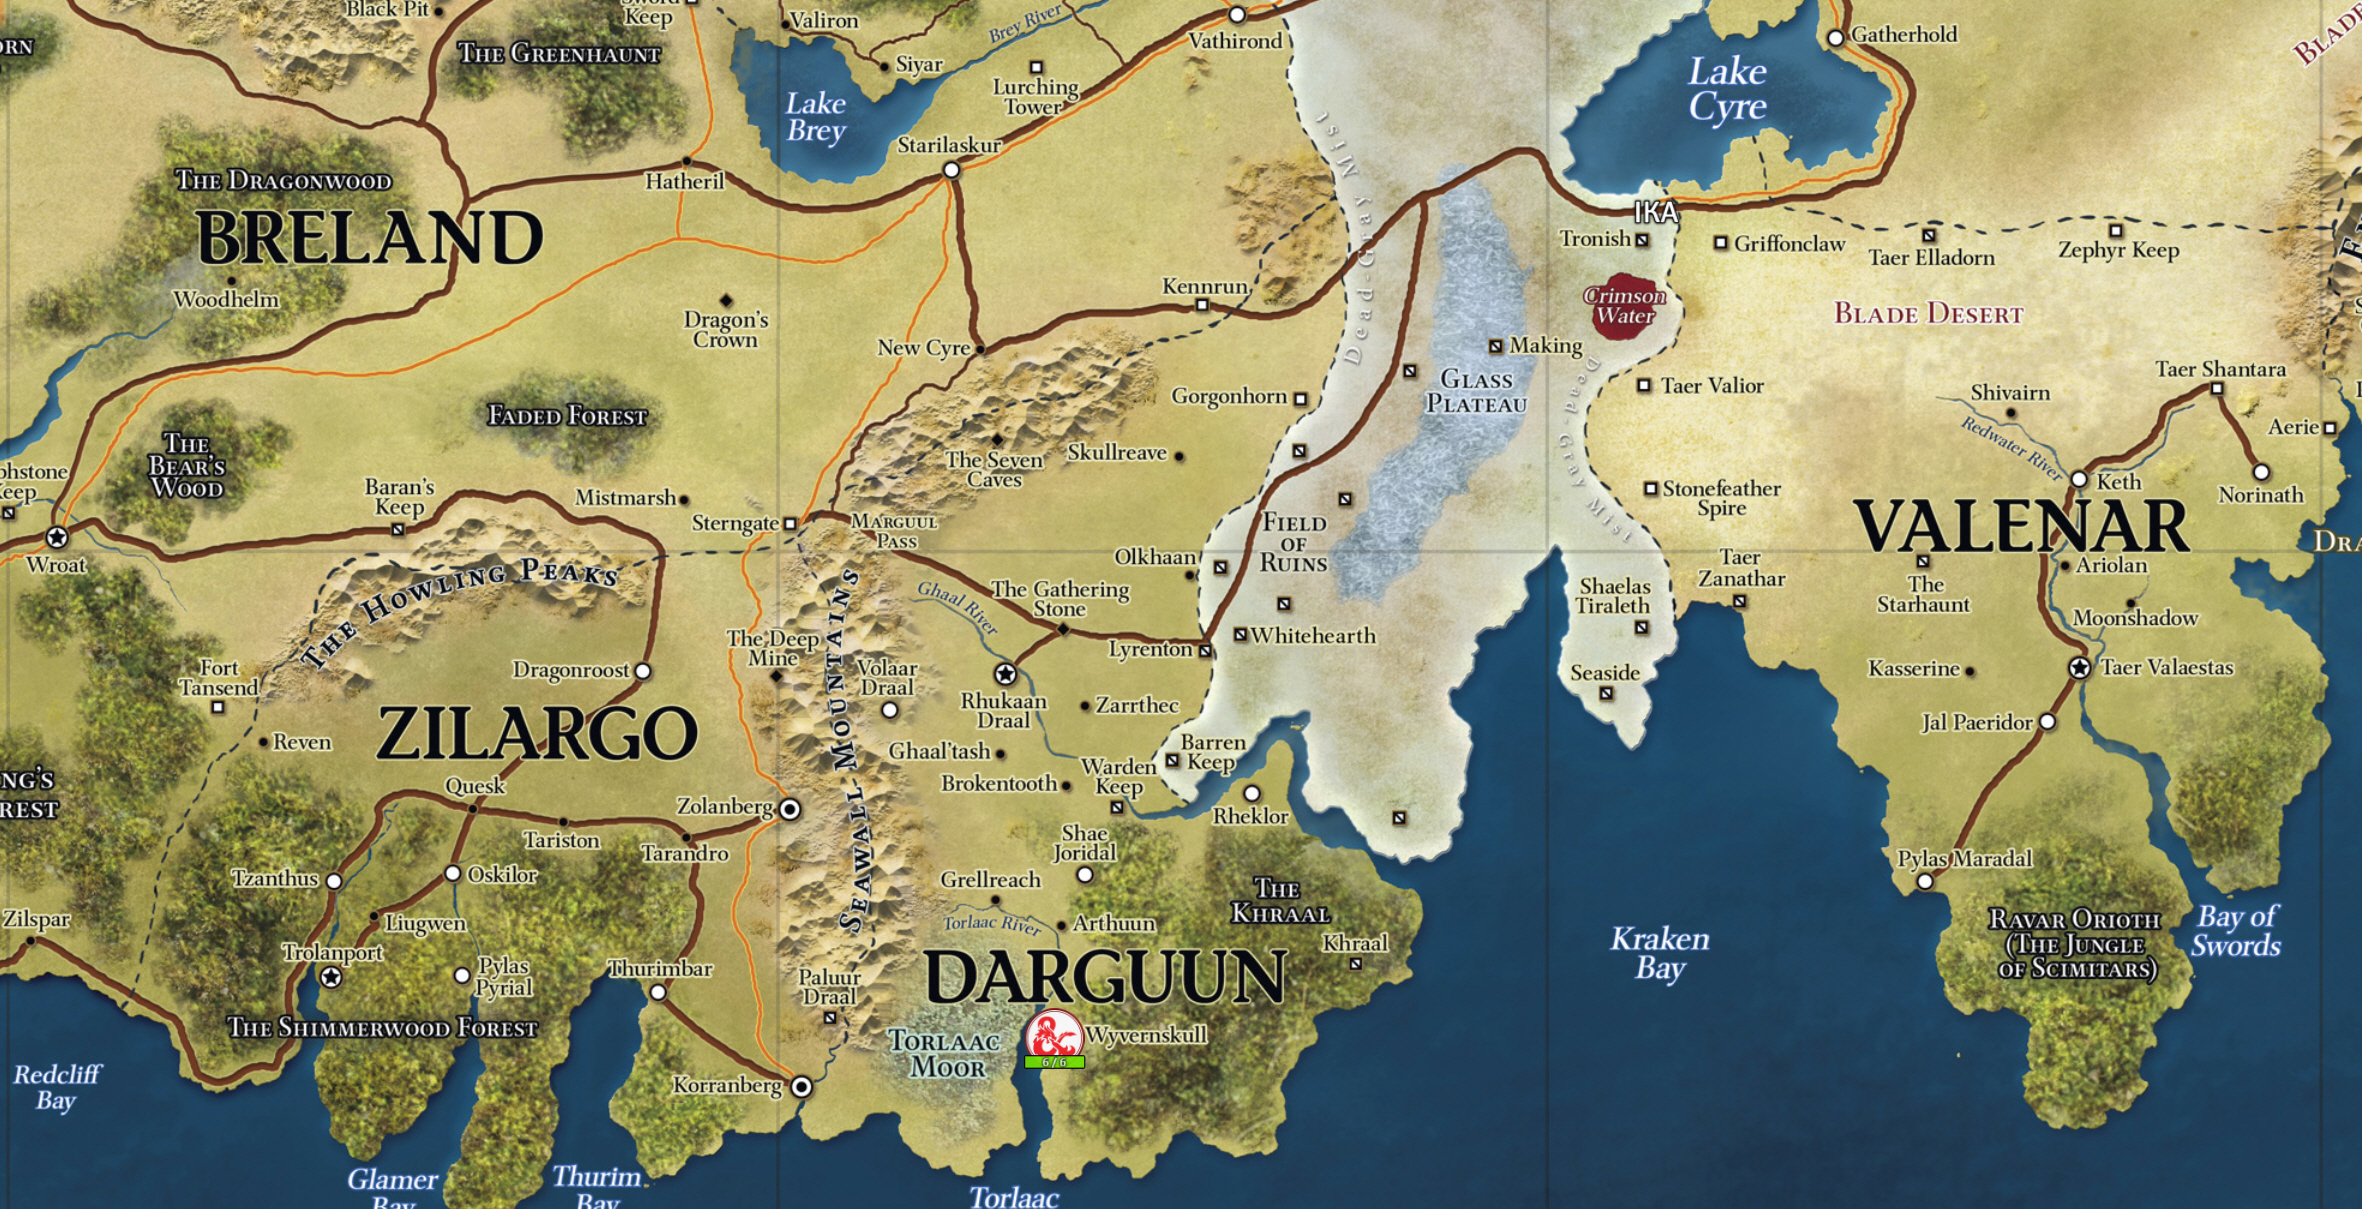 Black Pit
Sword
Keep
Valiron
Brey River
Vathirond
Gatherhold
BLADE
ORN
THE GREENHAUNT
Siyar
Lurching
Tower
Lake
Brey
Lake
Cyre
Starilaskur
Dead-Gray Mist
THE DRAGONWOOD
Hatheril
BRELAND
IKA
Tronish
Griffonclaw
Taer Elladorn
Zephyr Keep
Woodhelm
Dragon's
Crown
Kennrun
Crimson
Water
BLADE DESERT
New Cyre
Making
GLASS
PLATEAU
Dead-Gray Mist
Taer Valior
Taer Shantara
Shivairn
Redwater River
Aerie
Gorgonhorn
FADED FOREST
THE
BEAR'S
WOOD
The Seven
Caves
Skullreave
phstone
Keep
Baran's
Keep
Mistmarsh
Sterngate
MARGUUL
PASS
FIELD
OF
RUINS
Stonefeather
Spire
Keth
Norinath
VALENAR
DRA
Wroat
THE HOWLING PEAKS
Olkhaan
Ghaal River
The Gathering
Stone
Taer
Zanathar
Shaelas
Tiraleth
The
Starhaunt
Ariolan
Moonshadow
Whitehearth
Lyrenton
The Deep
Mine
SEAWALL MOUNTAINS
Volaar
Draal
Rhukaan
Draal
Zarrthec
Fort
Tansend
Dragonroost
Seaside
Kasserine
Taer Valaestas
Jal Paeridor
ZILARGO
Reven
Ghaal'tash
Brokentooth
Warden
Keep
Barren
Keep
Rheklor
NG'S
REST
Quesk
Zolanberg
Tariston
Tarandro
Shae
Joridal
Tzanthus
Oskilor
Grellreach
Torlaac River
Arthuun
THE
KHRAAL
Khraal
Pylas Maradal
Zilspar
Liugwen
Trolanport
Pylas
Pyrial
Thurimbar
Paluur
Draal
DARGUUN
Kraken
Bay
RAVAR ORIOTH
(THE JUNGLE
OF SCIMITARS)
Bay of
Swords
THE SHIMMERWOOD FOREST
TORLAAC
MOOR
Wyvernskull
6/6
Redcliff
Bay
Korranberg
Glamer
Bay
Thurim
Bay
Torlaac